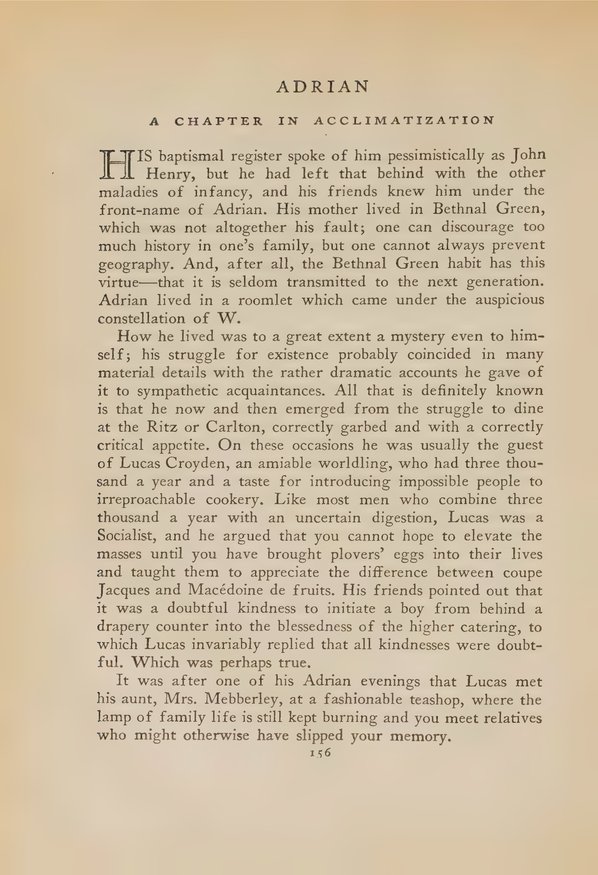 ADRIAN
A CHAPTER IN ACCLIMATIZATION
HIS baptismal register spoke of him pessimistically as John
Henry, but he had left that behind with the other
maladies of infancy, and his friends knew him under the
front-name of Adrian. His mother lived in Bethnal Green,
which was not altogether his fault; one can discourage too
much history in one's family, but one cannot always prevent
geography. And, after all, the Bethnal Green habit has this
virtue—that it is seldom transmitted to the next generation.
Adrian lived in a roomlet which came under the auspicious
constellation of W.
How he lived was to a great extent a mystery even to him-
self; his struggle for existence probably coincided in many
material details with the rather dramatic accounts he gave of
it to sympathetic acquaintances. All that is definitely known
is that he now and then emerged from the struggle to dine
at the Ritz or Carlton, correctly garbed and with a correctly
critical appetite. On these occasions he was usually the guest
of Lucas Croyden, an amiable worldling, who had three thou-
sand a year and a taste for introducing impossible people to
irreproachable cookery. Like most men who combine three
thousand a year with an uncertain digestion, Lucas was a
Socialist, and he argued that you cannot hope to elevate the
masses until you have brought plovers' eggs into their lives
and taught them to appreciate the difference between coupe
Jacques and Macédoine de fruits. His friends pointed out that
it was a doubtful kindness to initiate a boy from behind a
drapery counter into the blessedness of the higher catering, to
which Lucas invariably replied that all kindnesses were doubt-
ful. Which was perhaps true.
It was after one of his Adrian evenings that Lucas met
his aunt, Mrs. Mebberley, at a fashionable teashop, where the
lamp of family life is still kept burning and you meet relatives
who might otherwise have slipped your memory.
156